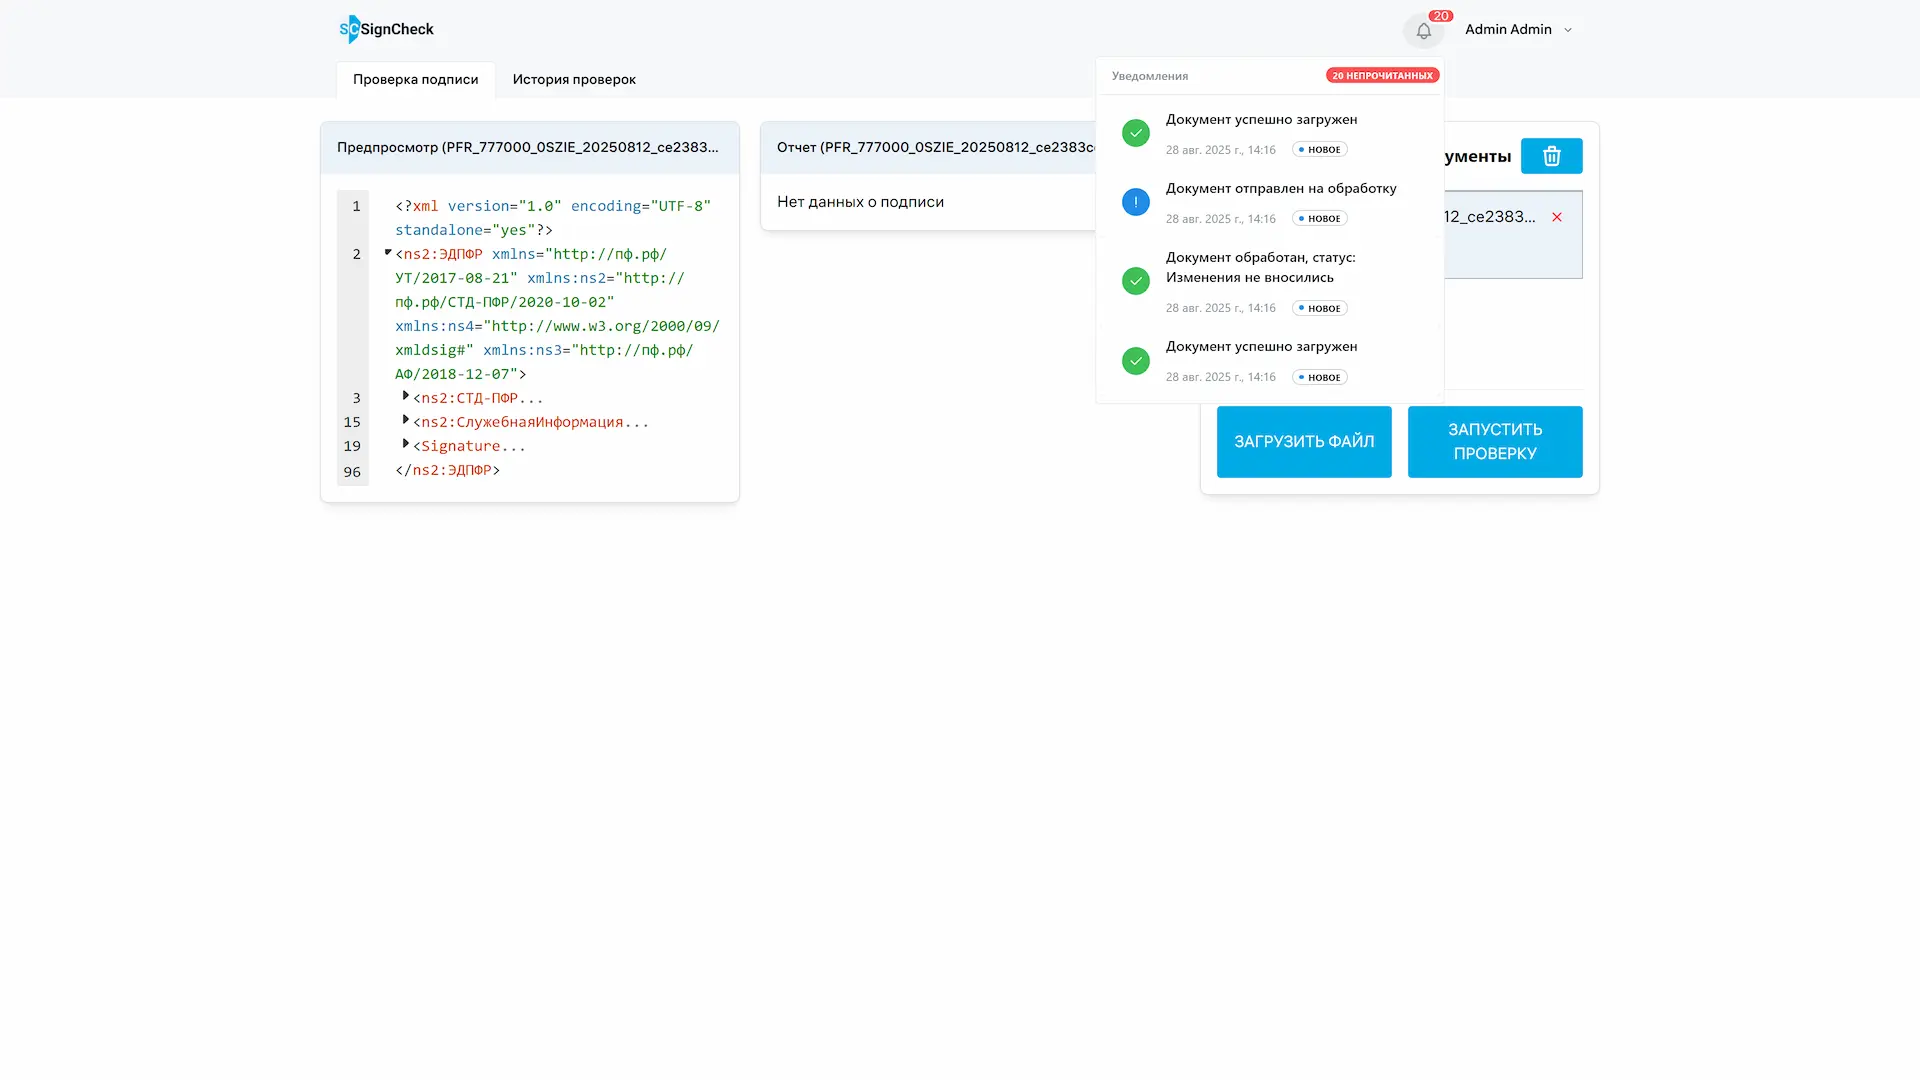 SCSignCheck
20
Admin Admin
Проверка подписи
История проверок
Предпросмотр (PFR_777000_0SZIE_20250812_ce2383...
1 <?xml version="1.0" encoding="UTF-8"
standalone="yes"?>
2 <ns2:ЭДПФР xmlns="http://пф.рф/
УТ/2017-08-21" xmlns:ns2="http://
пф.рф/СТД-ПФР/2020-10-02"
xmlns:ns4="http://www.w3.org/2000/09/
xmldsig#" xmlns:ns3="http://пф.рф/
АФ/2018-12-07">
3 <ns2:СТД-ПФР...
15 <ns2:СлужебнаяИнформация...
19 <Signature...
96 </ns2:ЭДПФР>
Отчет (PFR_777000_0SZIE_20250812_ce2383c
Нет данных о подписи
Уведомления
20 НЕПРОЧИТАННЫХ
Документ успешно загружен
28 авг. 2025 г., 14:16 НОВОЕ
Документ отправлен на обработку
28 авг. 2025 г., 14:16 НОВОЕ
Документ обработан, статус:
Изменения не вносились
28 авг. 2025 г., 14:16 НОВОЕ
Документ успешно загружен
28 авг. 2025 г., 14:16 НОВОЕ
ументы
12_ce2383...
ЗАГРУЗИТЬ ФАЙЛ
ЗАПУСТИТЬ
ПРОВЕРКУ